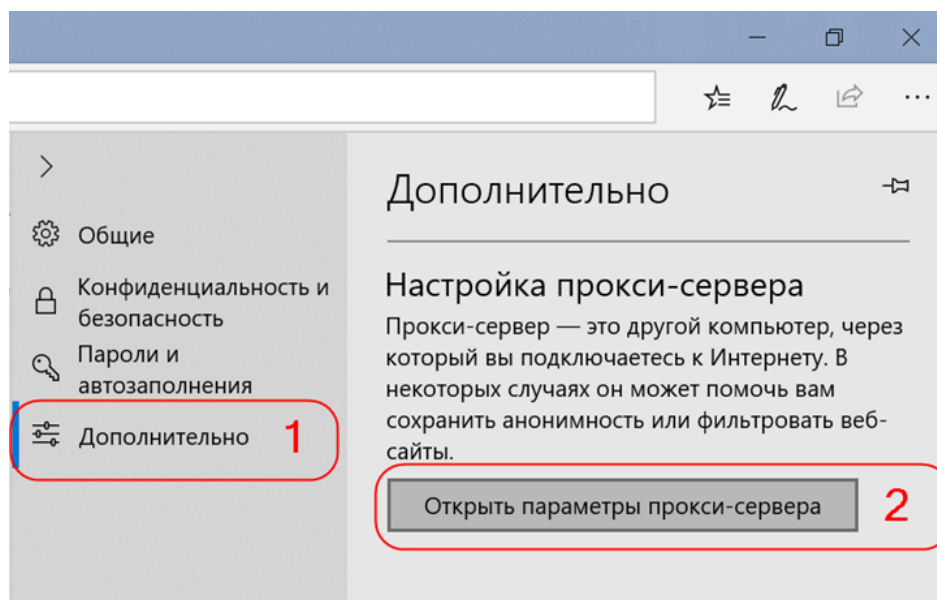 Общие
Конфиденциальность и
безопасность
Пароли и
автозаполнения
Дополнительно 1
Дополнительно
Настройка прокси-сервера
Прокси-сервер — это другой компьютер, через
который вы подключаетесь к Интернету. В
некоторых случаях он может помочь вам
сохранить анонимность или фильтровать веб-
сайты.
Открыть параметры прокси-сервера 2